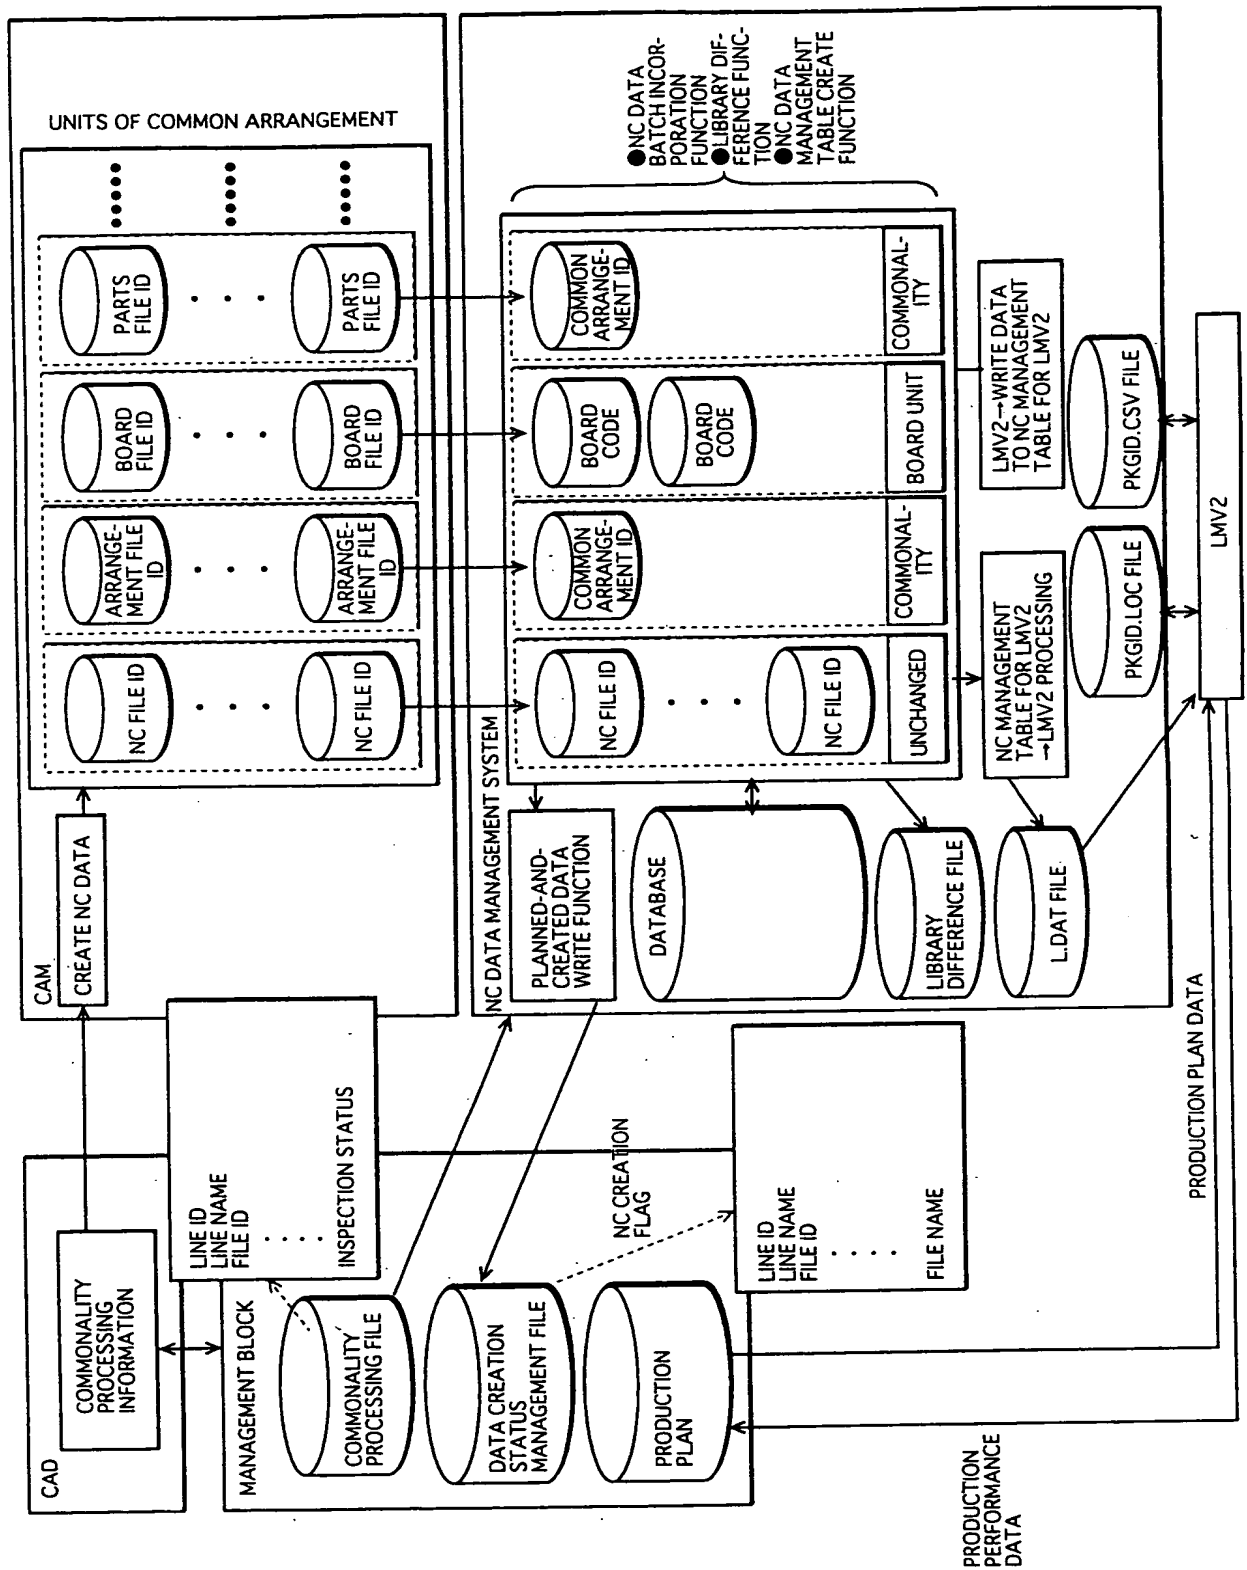 CAD
COMMONALITY
PROCESSING
INFORMATION
CAM
CREATE NC DATA
UNITS OF COMMON ARRANGEMENT
NC FILE ID
NC FILE ID
ARRANGE-
MENT FILE
ID
ARRANGE-
MENT FILE
ID
BOARD
FILE ID
BOARD
FILE ID
PARTS
FILE ID
PARTS
FILE ID
LINE ID
LINE NAME
FILE ID
INSPECTION STATUS
MANAGEMENT BLOCK
COMMONALITY
PROCESSING FILE
DATA CREATION
STATUS
MANAGEMENT FILE
PRODUCTION
PLAN
NC CREATION
FLAG
LINE ID
LINE NAME
FILE ID
FILE NAME
NC DATA MANAGEMENT SYSTEM
PLANNED-AND-
CREATED DATA
WRITE FUNCTION
DATABASE
LIBRARY
DIFFERENCE FILE
L.DAT FILE
NC FILE ID
NC FILE ID
UNCHANGED
COMMON
ARRANGE-
MENT ID
COMMONAL-
ITY
BOARD
CODE
BOARD
CODE
BOARD UNIT
COMMON
ARRANGE-
MENT ID
COMMONAL-
ITY
●NC DATA
BATCH INCOR-
PORATION
FUNCTION
●LIBRARY DIF-
FERENCE FUNC-
TION
●NC DATA
MANAGEMENT
TABLE CREATE
FUNCTION
NC MANAGEMENT
TABLE FOR LMV2
→LMV2 PROCESSING
LMV2→WRITE DATA
TO NC MANAGEMENT
TABLE FOR LMV2
PKGID.LOC FILE
PKGID.CSV FILE
LMV2
PRODUCTION PLAN DATA
PRODUCTION
PERFORMANCE
DATA